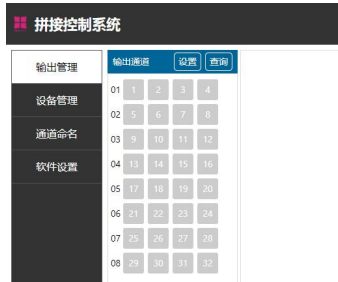 拼接控制系统
输出管理
设备管理
通道命名
软件设置
输出通道 设置 查询
01 1 2 3 4
02 5 6 7 8
03 9 10 11 12
04 13 14 15 16
05 17 18 19 20
06 21 22 23 24
07 25 26 27 28
08 29 30 31 32